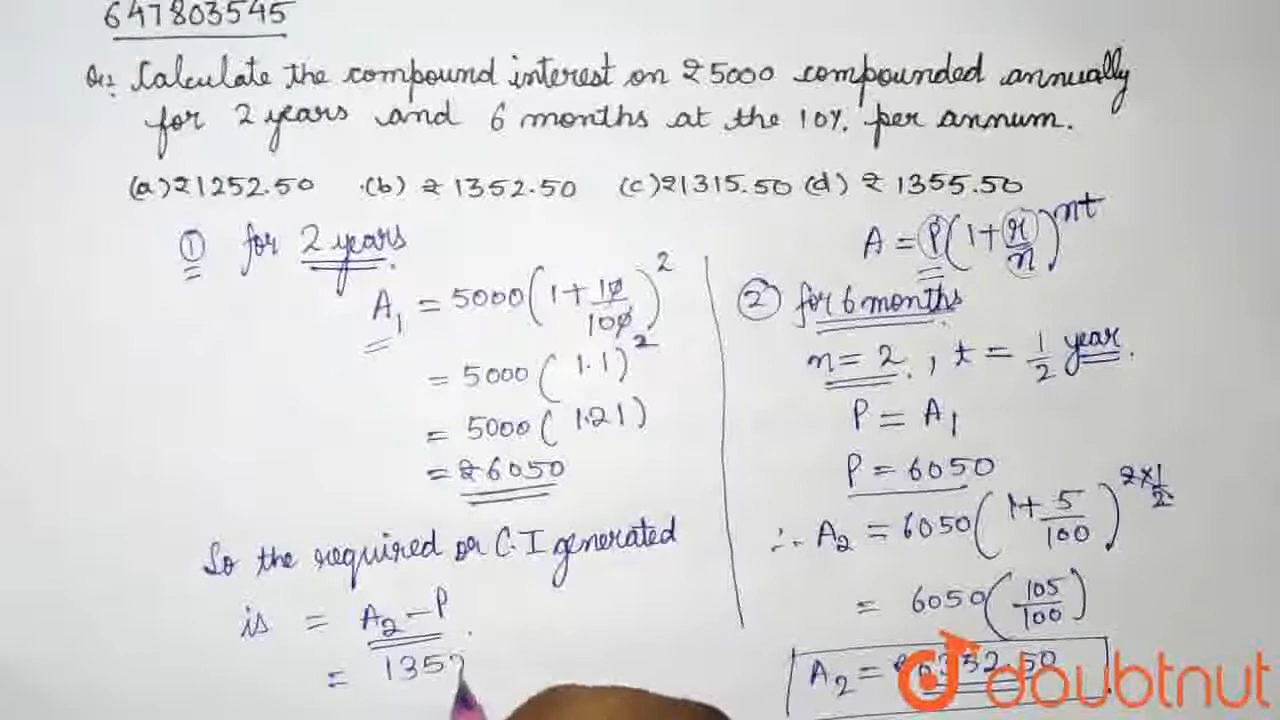 647803545
Qu: Calculate the compound interest on ₹5000 compounded annually
for 2 years and 6 months at the 10%. per annum.
(a) ₹1252.50 (b) ₹ 1352.50 (c) ₹1315.50 (d) ₹ 1355.50
① for 2 years.
A₁ = 5000(1+10/100)²
= 5000(1.1)²
= 5000(1.21)
= ₹6050
So the required or C.I generated
is = A₂-P
= 135
A = P(1+r/n)^nt
② for 6 months
n = 2, t = 1/2 year.
P = A₁
P = 6050
∴ A₂ = 6050(1+5/100)^2×1/2
= 6050(105/100)
A₂ = ₹6352.50
doubtnut